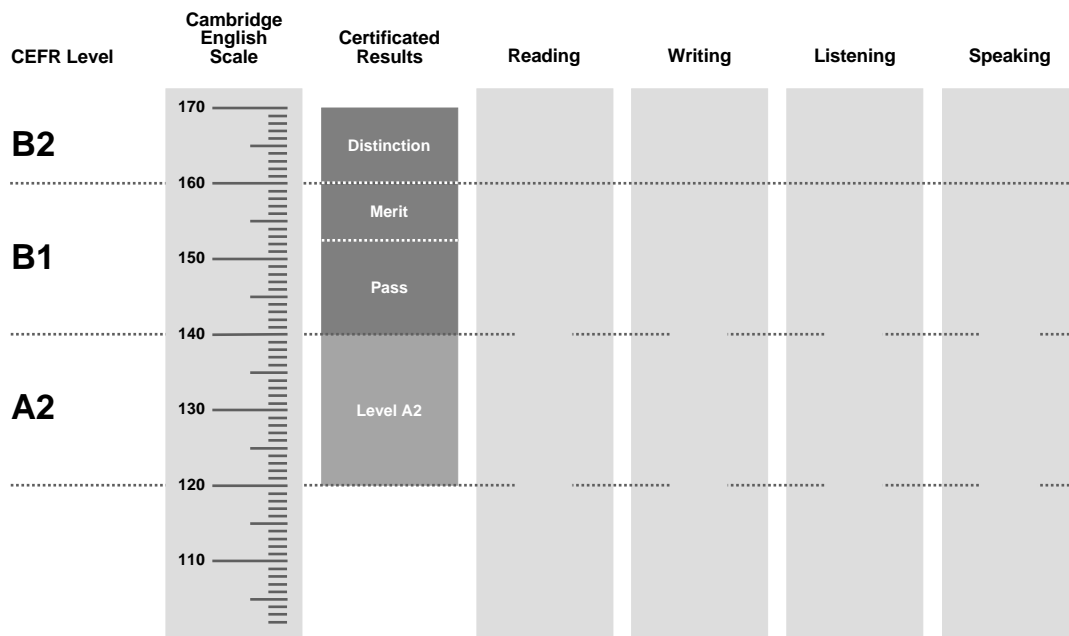 CEFR Level
Cambridge
English
Scale
Certificated
Results
Reading
Writing
Listening
Speaking
170
B2
Distinction
160
Merit
B1
150
Pass
140
A2
130
Level A2
120
110